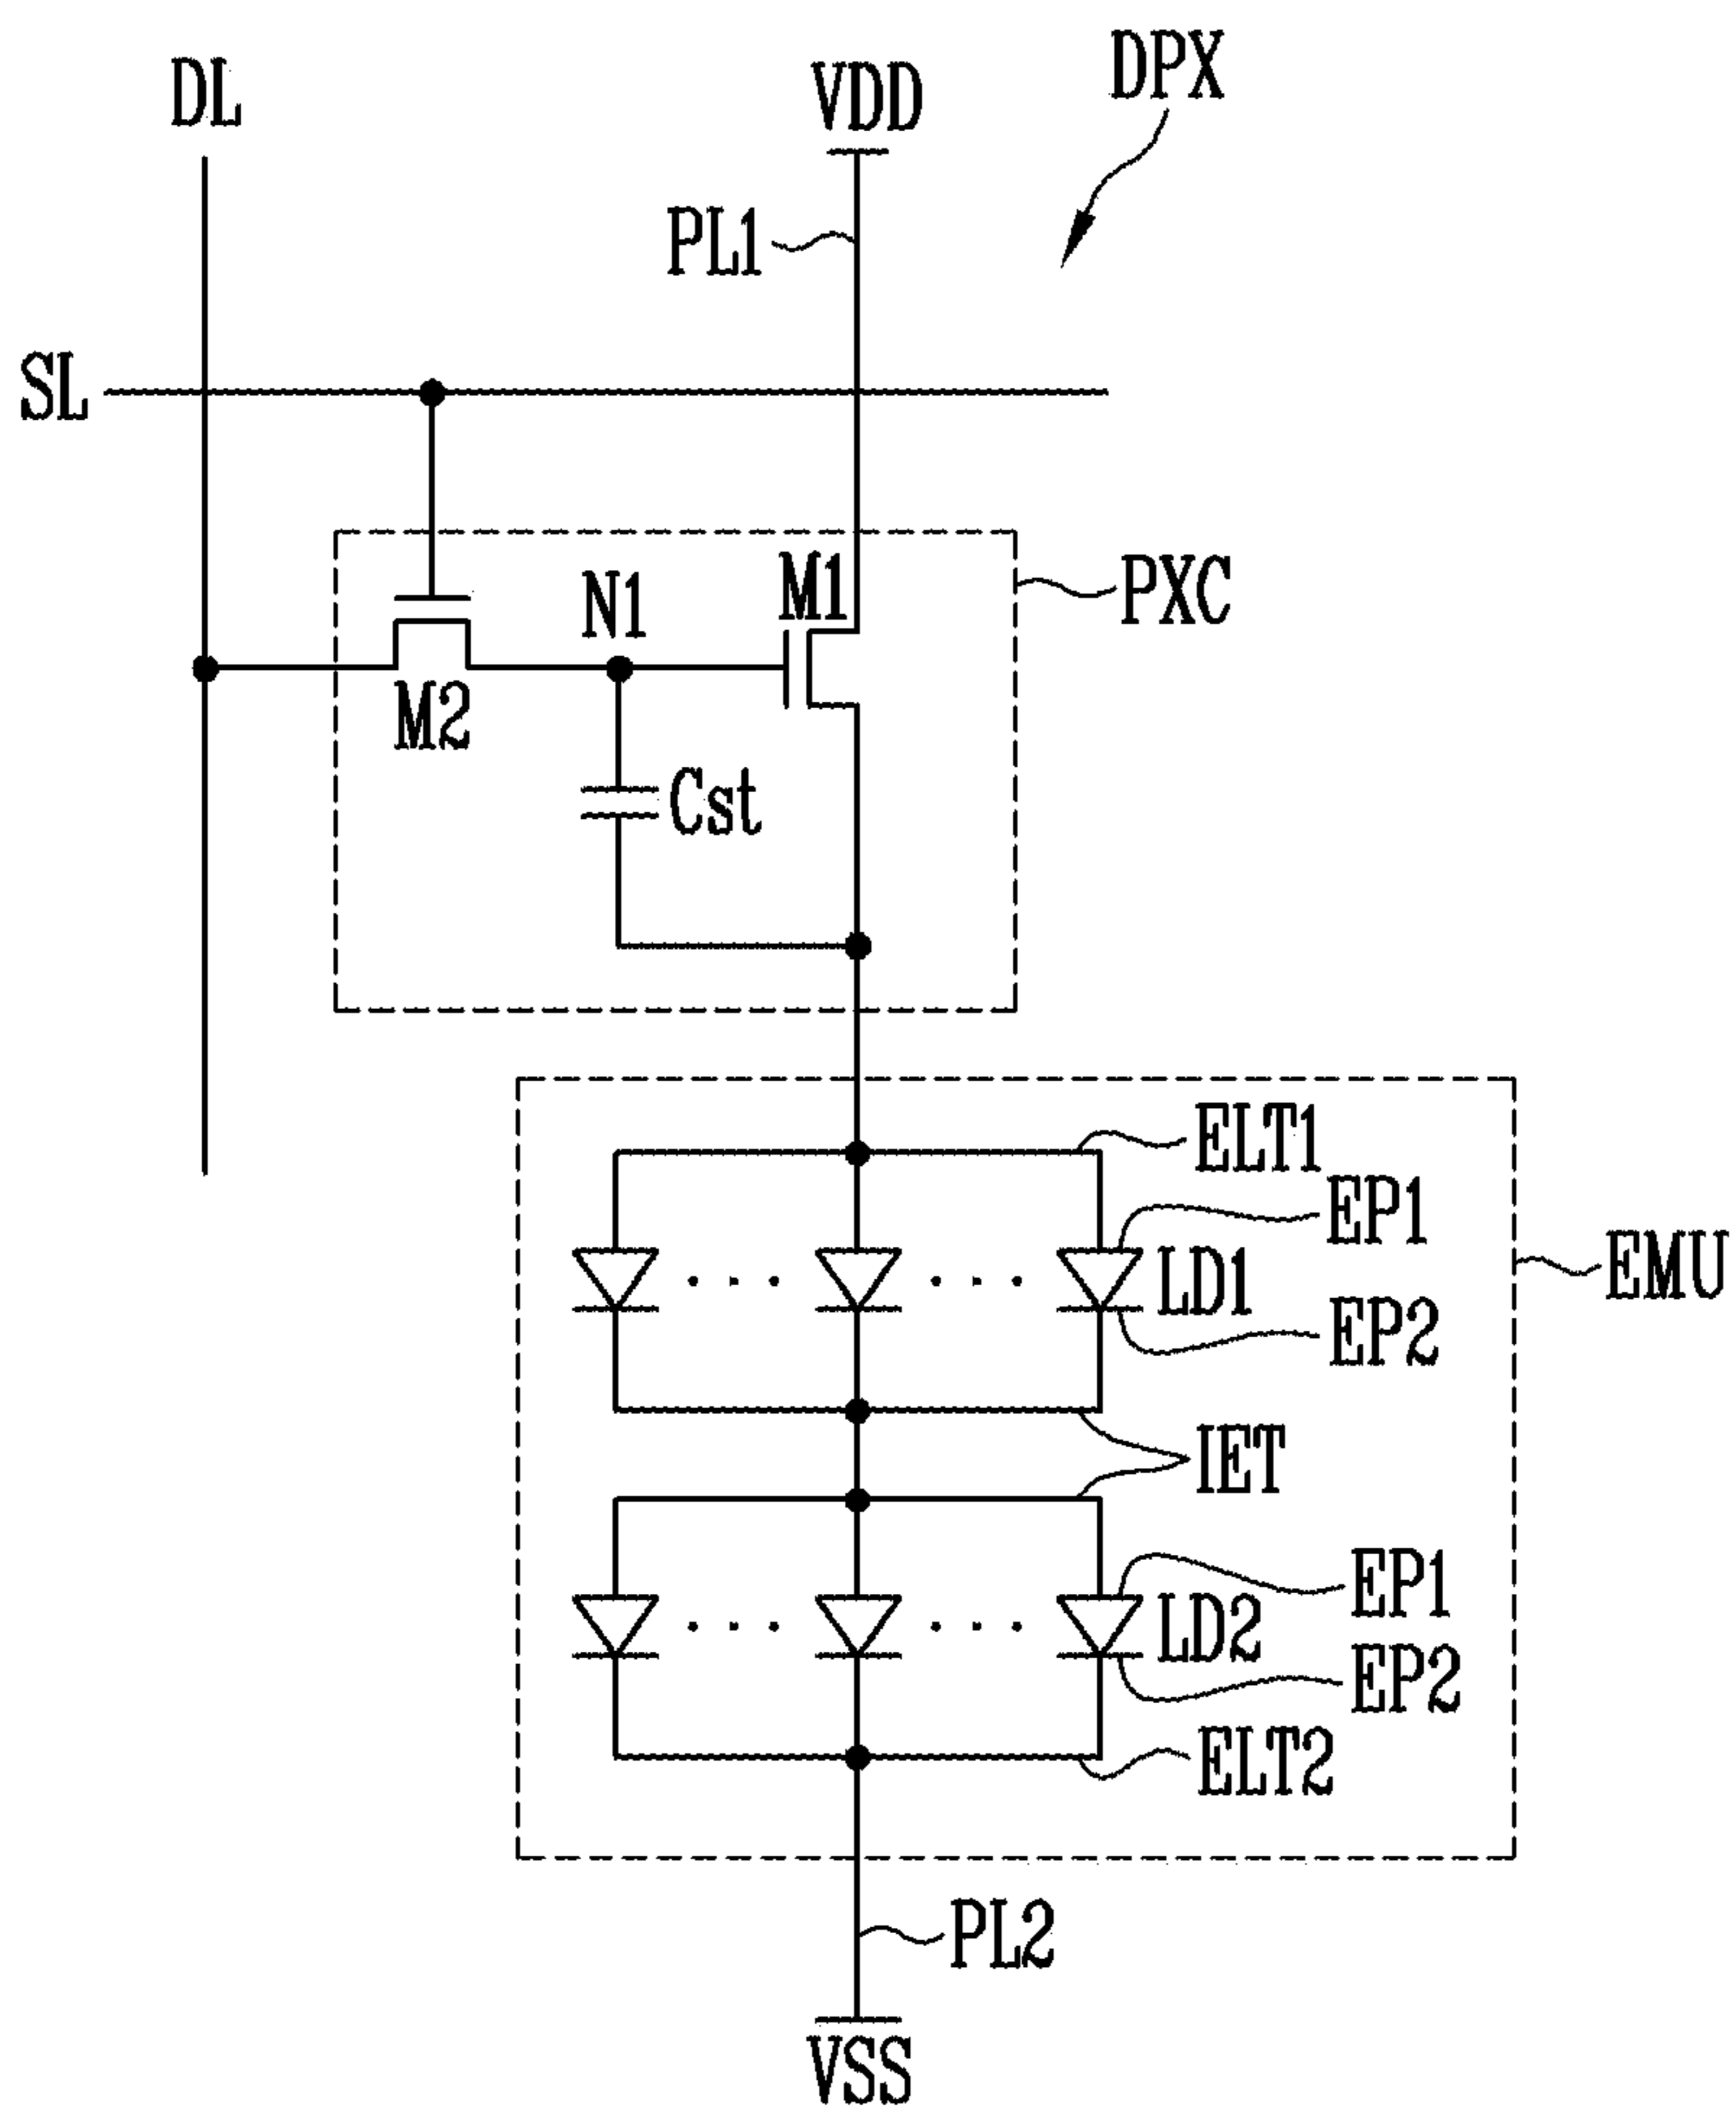 DPX
DL
VDD
PL1
SL
M1
PXC
N1
M2
Cst
ELT1
EP1
LD1
EMU
EP2
IET
EP1
LD2
EP2
ELT2
PL2
VSS